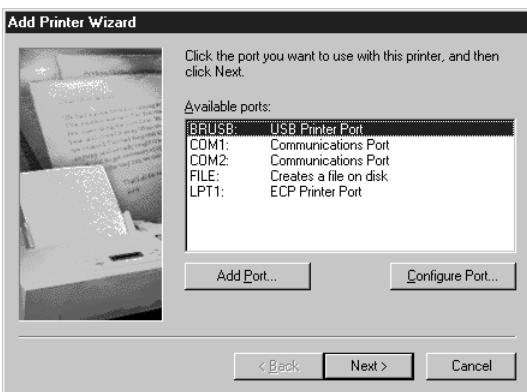 Add Printer Wizard
Click the port you want to use with this printer, and then
click Next.
Available ports:
BRUSB: USB Printer Port
COM1: Communications Port
COM2: Communications Port
FILE: Creates a file on disk
LPT1: ECP Printer Port
Add Port...
Configure Port...
< Back
Next >
Cancel